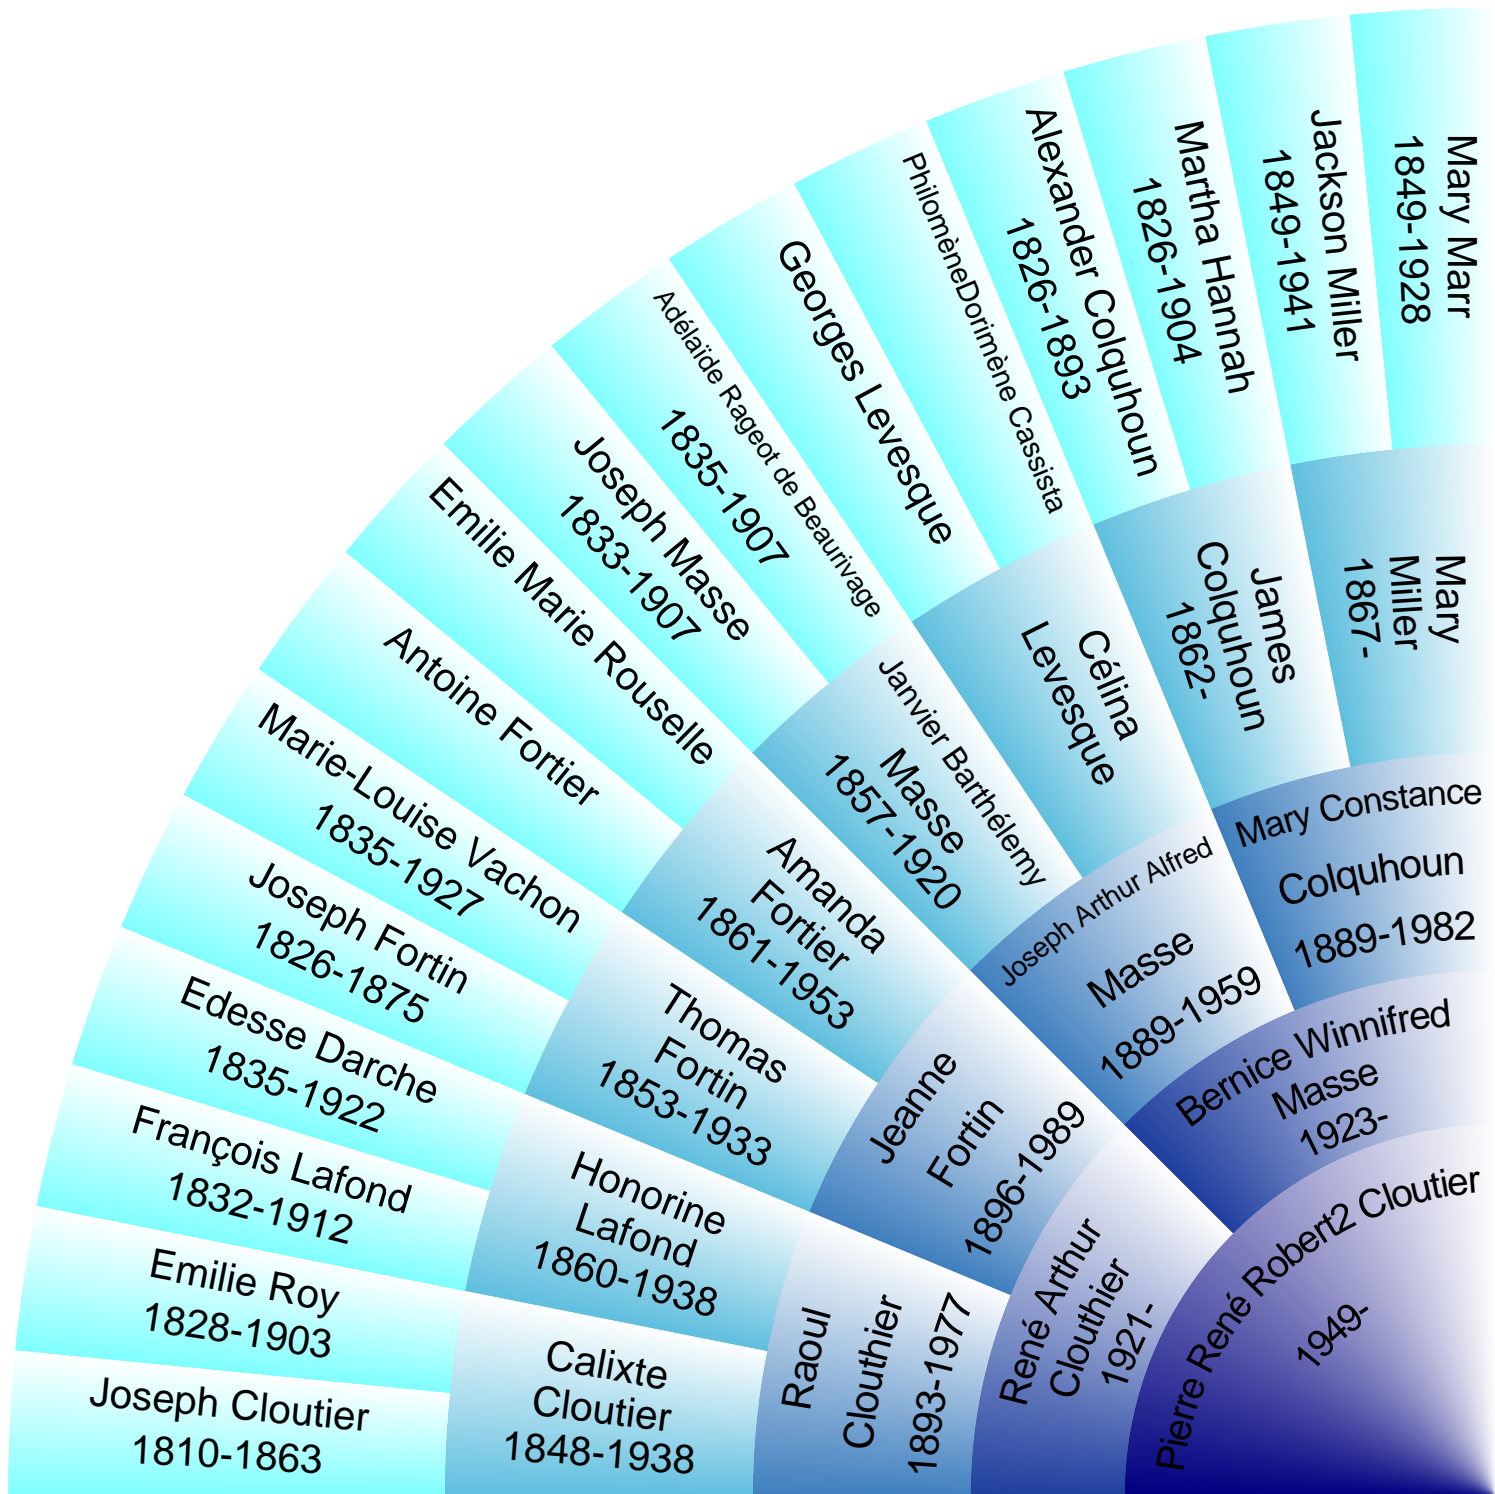 Mary Marr
1849-1928
Jackson Miller
1849-1941
Martha Hannah
1826-1904
Alexander Colquhoun
1826-1893
PhilomèneDorimène Cassista
Georges Levesque
Adélaïde Rageot de Beaurivage
1835-1907
Joseph Masse
1833-1907
Emilie Marie Rouselle
Antoine Fortier
Marie-Louise Vachon
1835-1927
Joseph Fortin
1826-1875
Edesse Darche
1835-1922
François Lafond
1832-1912
Emilie Roy
1828-1903
Joseph Cloutier
1810-1863
Mary
Miller
1867-
James
Colquhoun
1862-
Célina
Levesque
Janvier Barthélemy
Masse
1857-1920
Amanda
Fortier
1861-1953
Thomas
Fortin
1853-1933
Honorine
Lafond
1860-1938
Calixte
Cloutier
1848-1938
Mary Constance
Colquhoun
1889-1982
Joseph Arthur Alfred
Masse
1889-1959
Jeanne
Fortin
1896-1989
Raoul
Clouthier
1893-1977
Bernice Winnifred
Masse
1923-
René Arthur
Clouthier
1921-
Pierre René Robert2 Cloutier
1949-